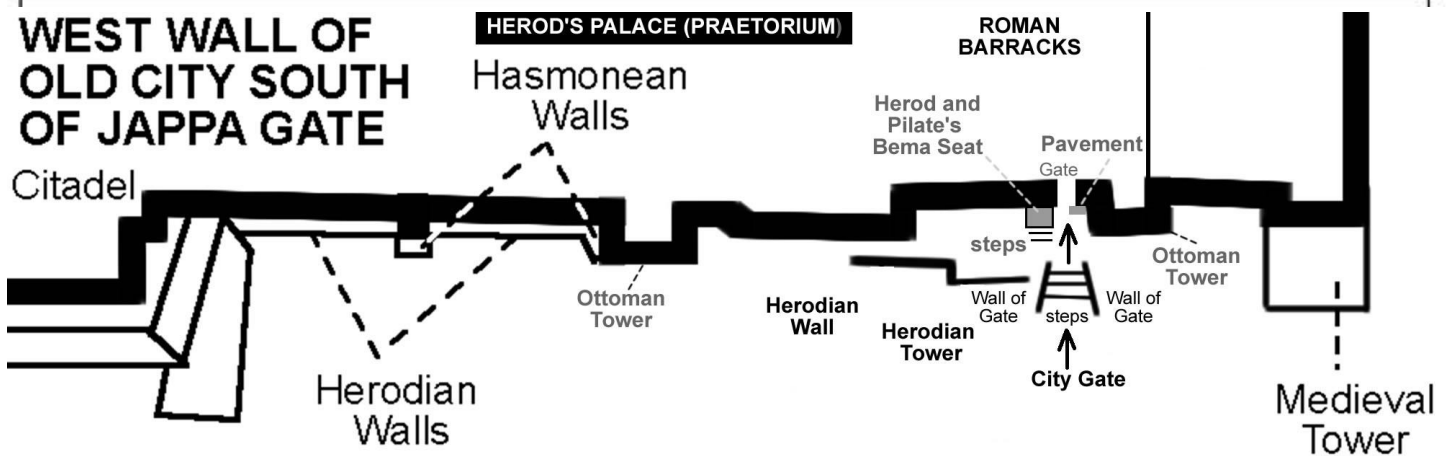 WEST WALL OF
OLD CITY SOUTH
OF JAPPA GATE
HEROD'S PALACE (PRAETORIUM)
ROMAN
BARRACKS
Hasmonean
Walls
Herod and
Pilate's
Bema Seat
Pavement
Gate
Citadel
steps
Ottoman
Tower
Ottoman
Tower
Herodian
Wall
Wall of
Gate
steps
Wall of
Gate
Herodian
Tower
City Gate
Herodian
Walls
Medieval
Tower